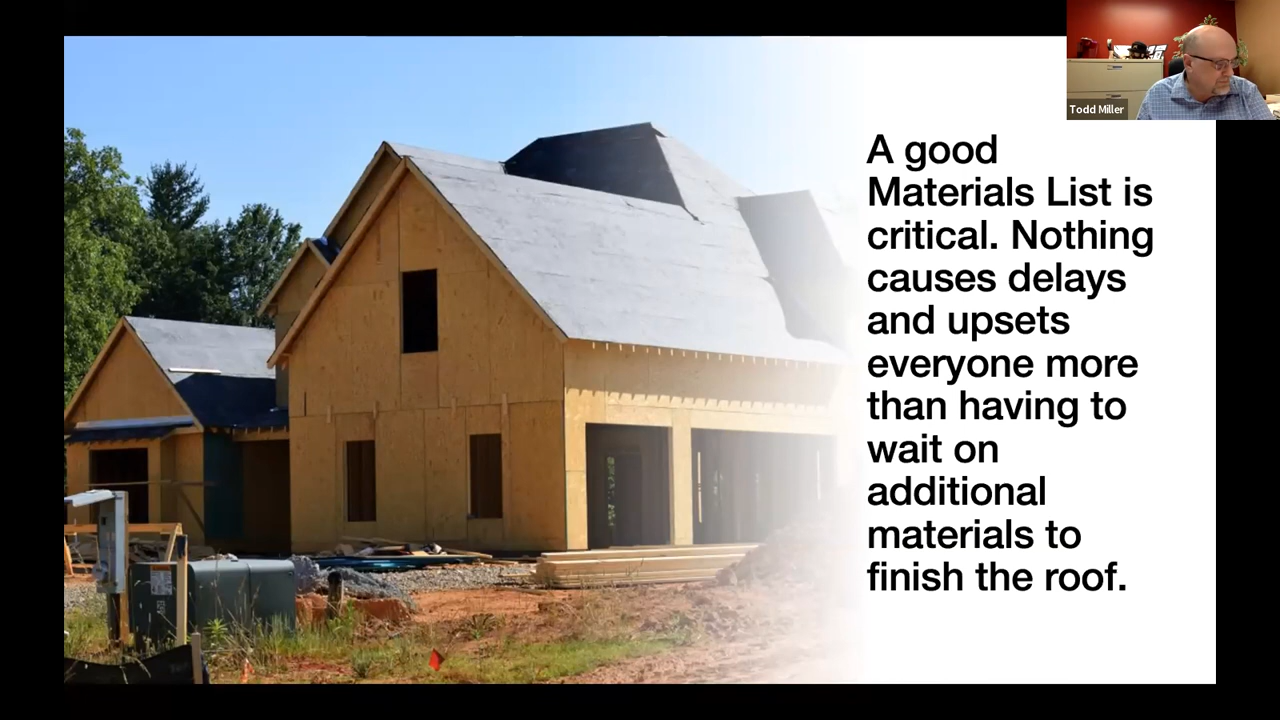 Todd Miller
A good
Materials List is
critical. Nothing
causes delays
and upsets
everyone more
than having to
wait on
additional
materials to
finish the roof.